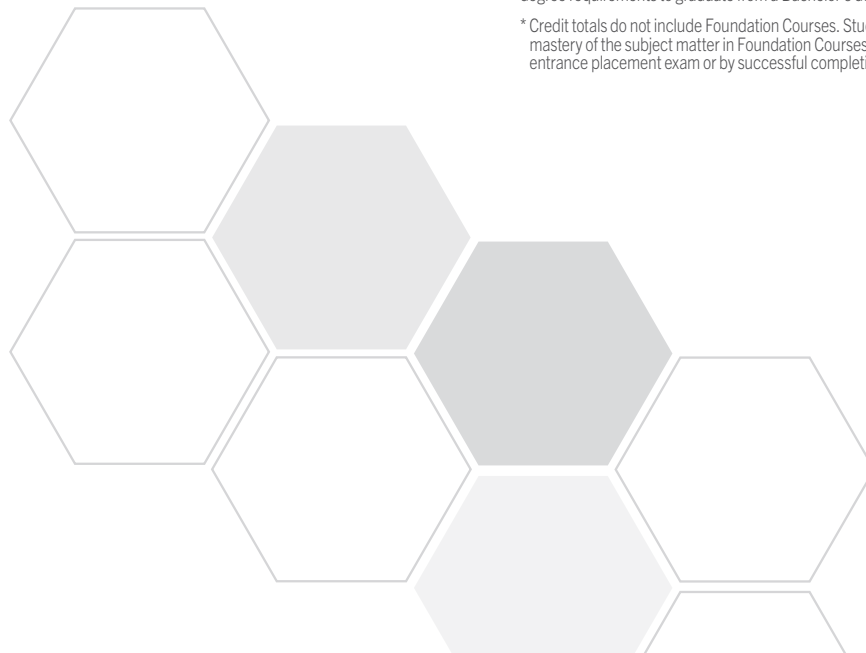 degree requirements to graduate from a Bachelor's
* Credit totals do not include Foundation Courses.
mastery of the subject matter in Foundation Courses
entrance placement exam or by successful